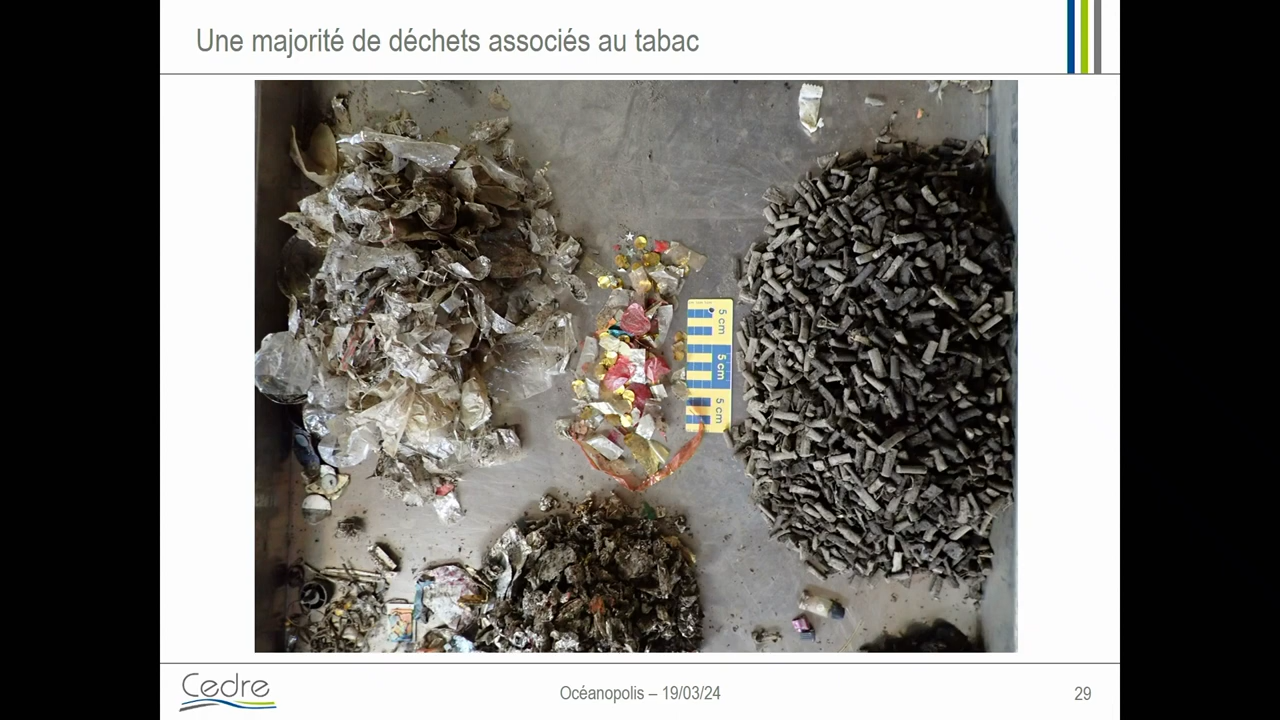 Une majorité de déchets associés au tabac
5 cm
5 cm
5 cm
Cedre
Océanopolis – 19/03/24
29